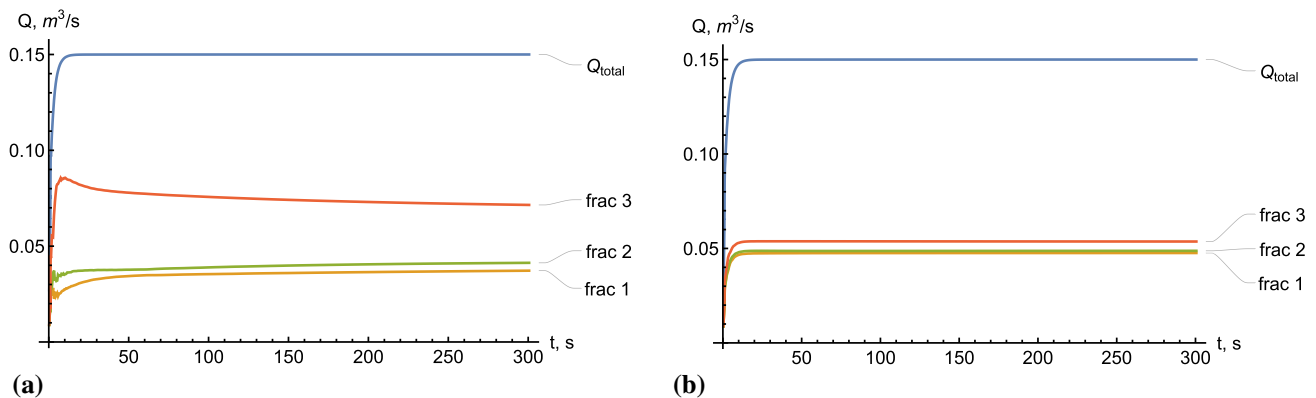 Q, m³/s
0.15
0.10
0.05
50
100
150
200
250
300
t, s
Q_total
frac 3
frac 2
frac 1
(a)
Q, m³/s
0.15
0.10
0.05
50
100
150
200
250
300
t, s
Q_total
frac 3
frac 2
frac 1
(b)